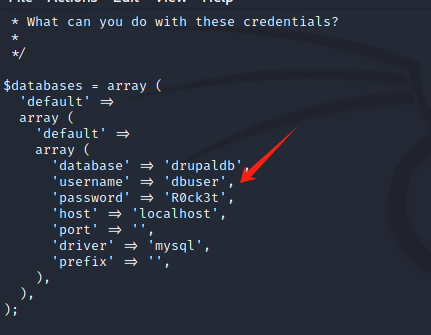 * What can you do with these credentials?
*
*/
$databases = array (
'default' ⇒
array (
'default' ⇒
array (
'database' ⇒ 'drupaldb',
'username' ⇒ 'dbuser',
'password' ⇒ 'R0ck3t',
'host' ⇒ 'localhost',
'port' ⇒ '',
'driver' ⇒ 'mysql',
'prefix' ⇒ '',
),
),
);